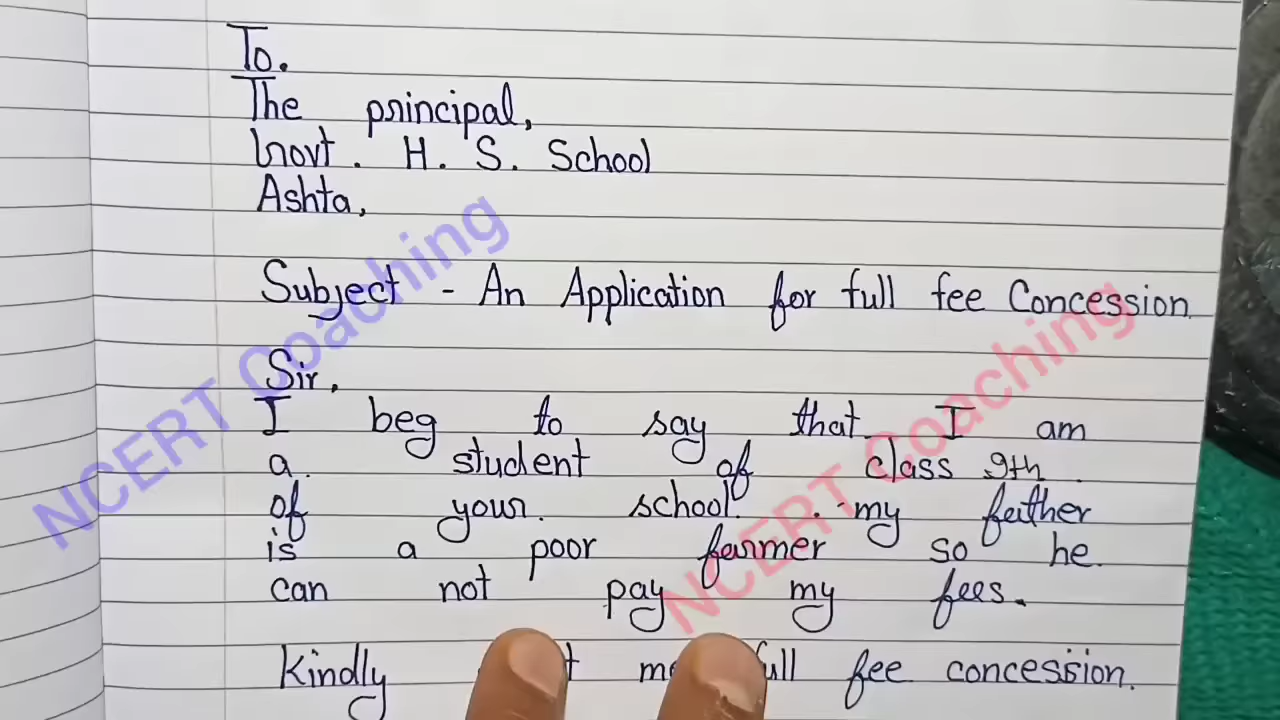 To.
The principal,
Govt. H. S. School
Ashta,
Subject - An Application for full fee Concession.
Sir,
I beg to say that I am
a student of class 9th.
of your school. my father
is a poor farmer so he
can not pay my fees.
Kindly full fee concession.
NCERT Coaching
NCERT Coaching